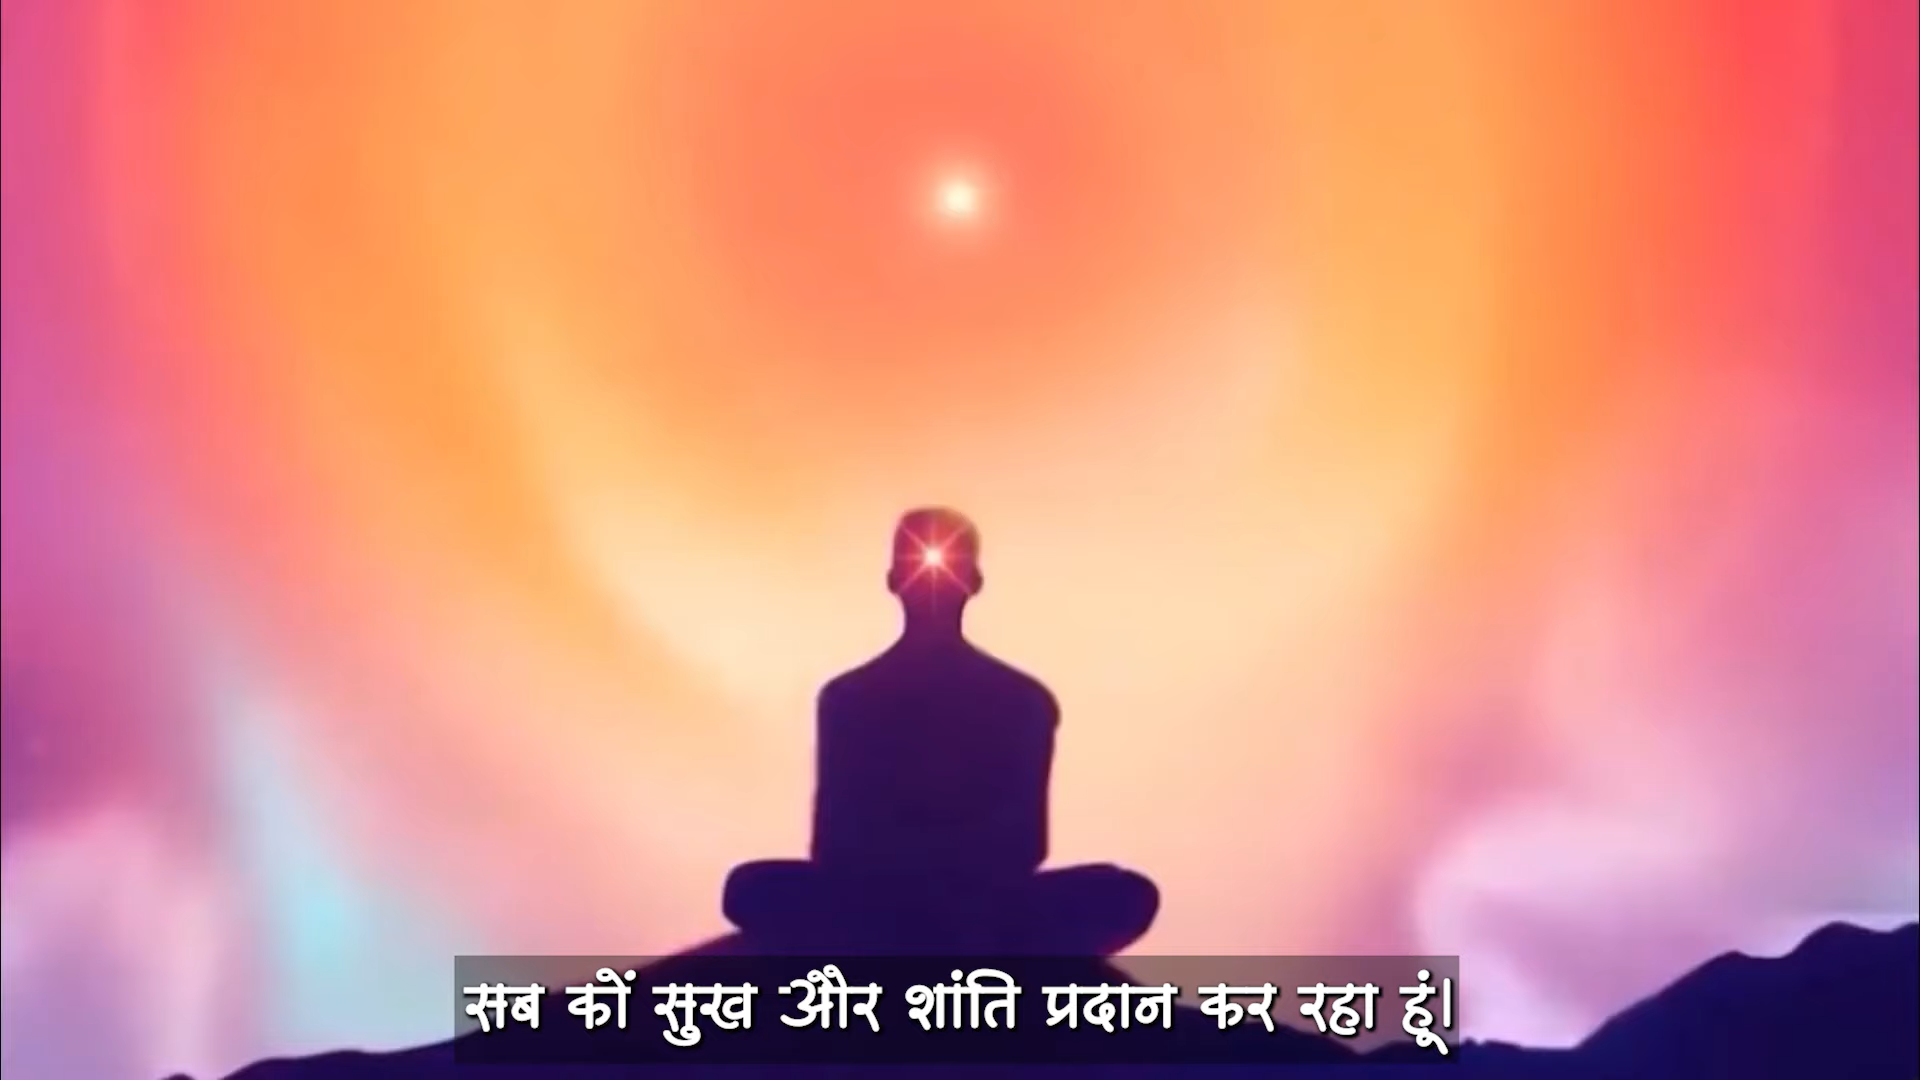 सब कों सुख और शांति प्रदान कर रहा हूं।